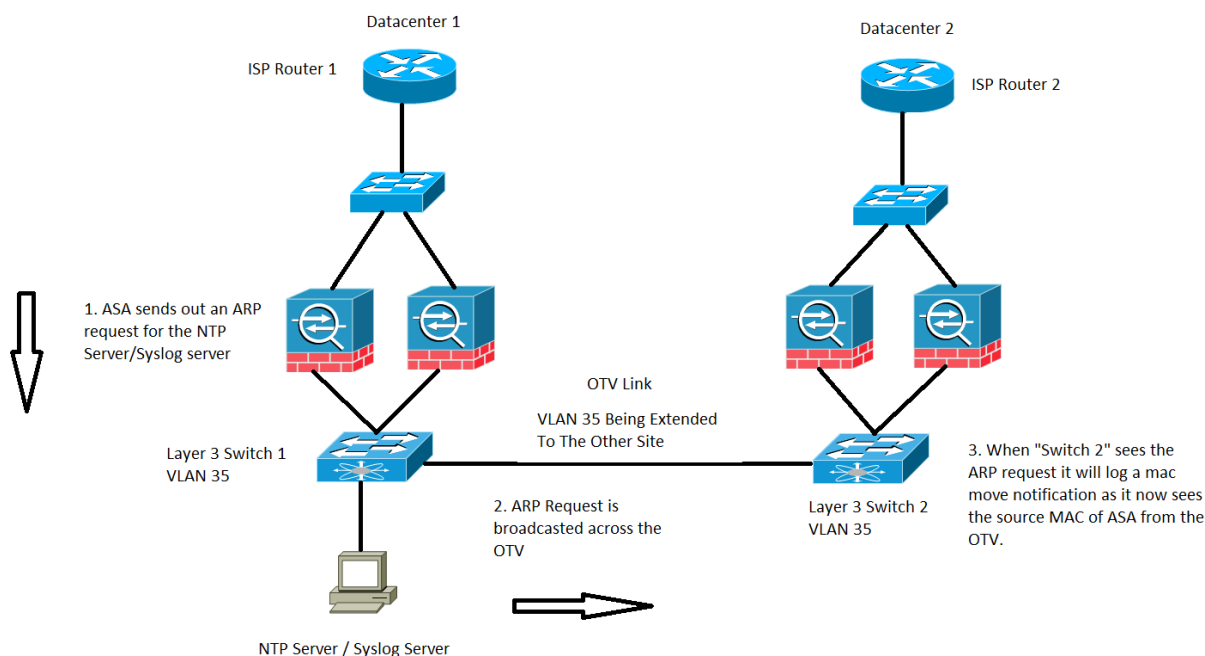 Datacenter 1
Datacenter 2
ISP Router 1
ISP Router 2
1. ASA sends out an ARP
request for the NTP
Server/Syslog server
OTV Link
VLAN 35 Being Extended
To The Other Site
Layer 3 Switch 1
VLAN 35
2. ARP Request is
broadcasted across the
OTV
Layer 3 Switch 2
VLAN 35
3. When "Switch 2" sees the
ARP request it will log a mac
move notification as it now sees
the source MAC of ASA from the
OTV.
NTP Server / Syslog Server